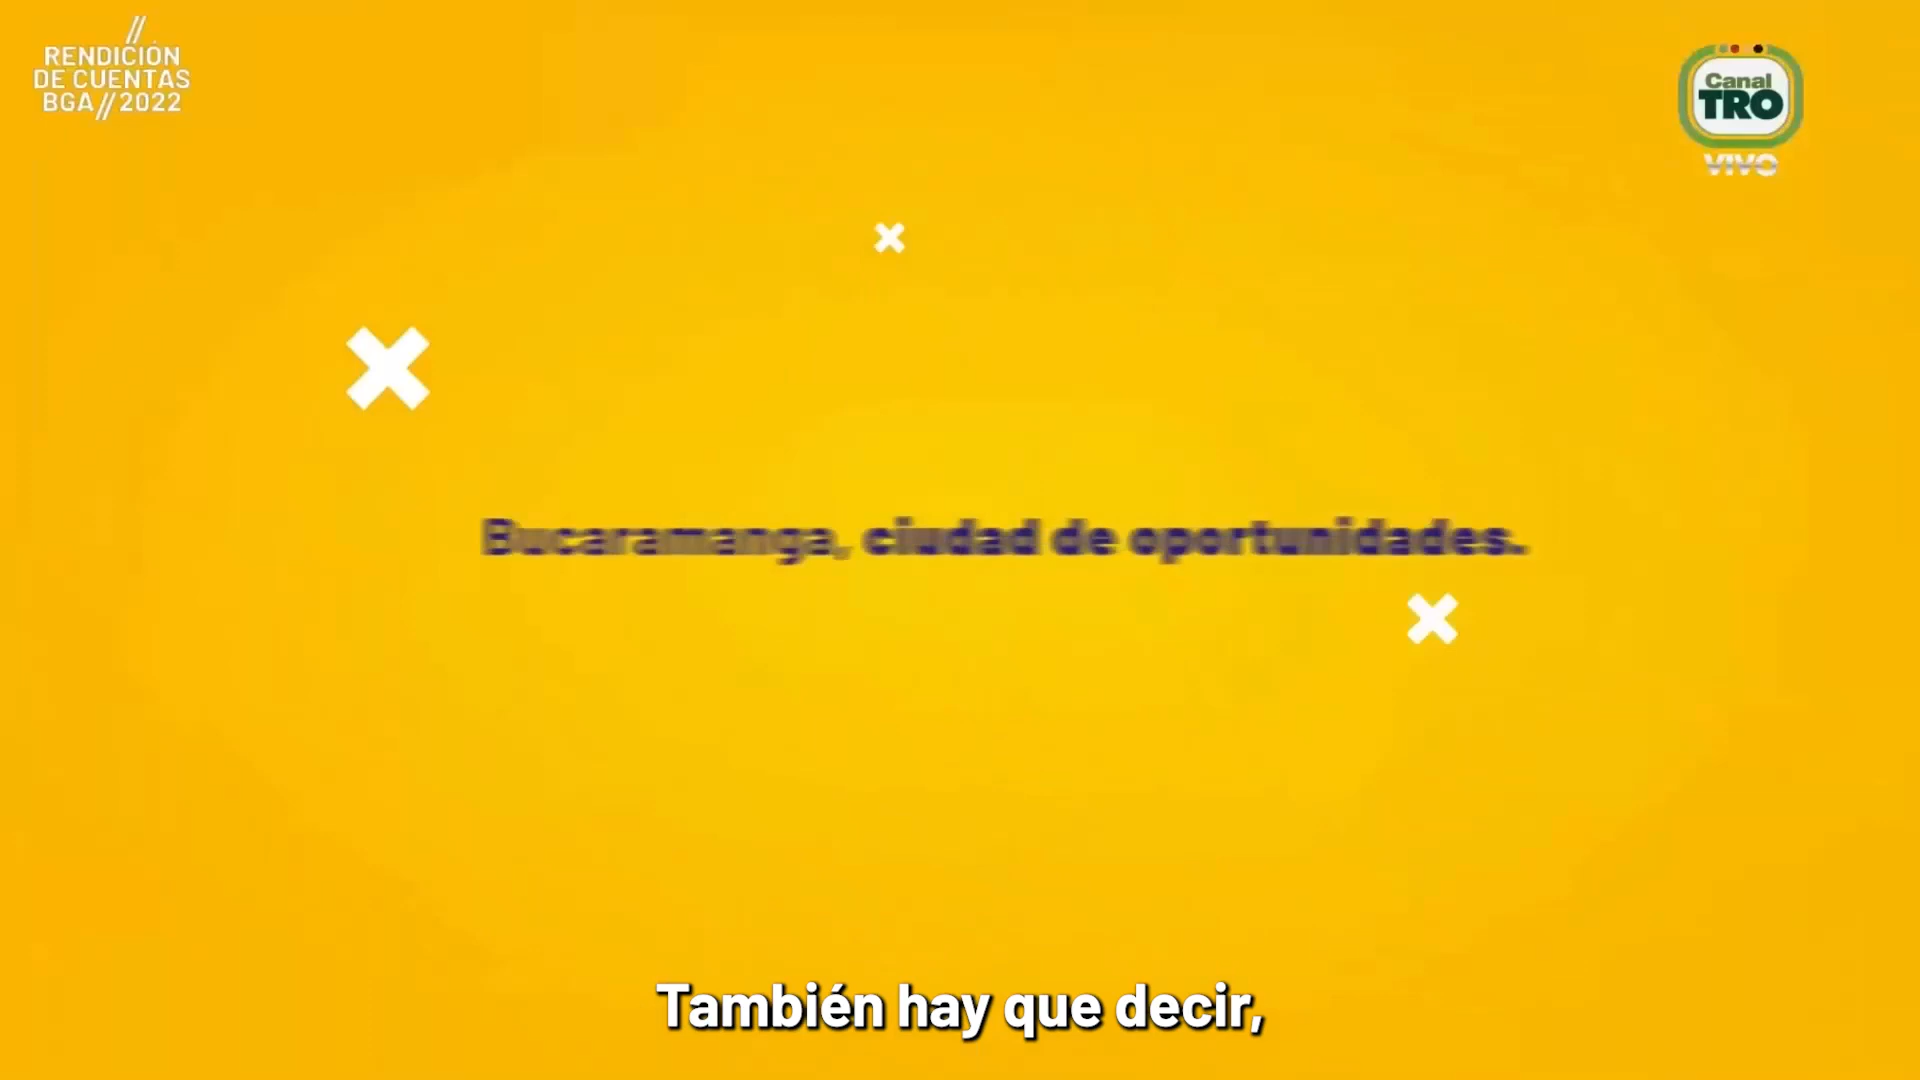 //
RENDICIÓN
DE CUENTAS
BGA//2022
Canal
TRO
VIVO
Bucaramanga, ciudad de oportunidades.
También hay que decir,